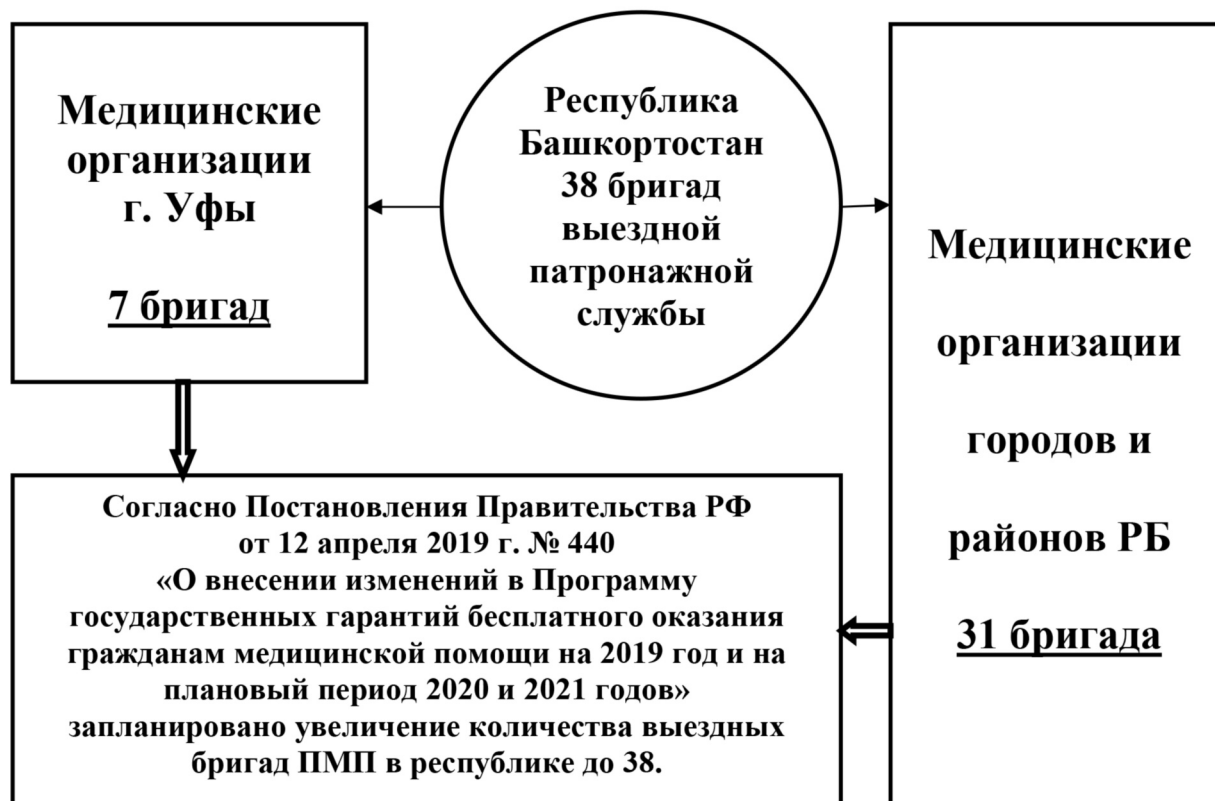 Медицинские
организации
г. Уфы
7 бригад
Республика
Башкортостан
38 бригад
выездной
патронажной
службы
Медицинские
организации
городов и
районов РБ
31 бригада
Согласно Постановления Правительства РФ
от 12 апреля 2019 г. № 440
«О внесении изменений в Программу
государственных гарантий бесплатного оказания
гражданам медицинской помощи на 2019 год и на
плановый период 2020 и 2021 годов»
запланировано увеличение количества выездных
бригад ПМП в республике до 38.